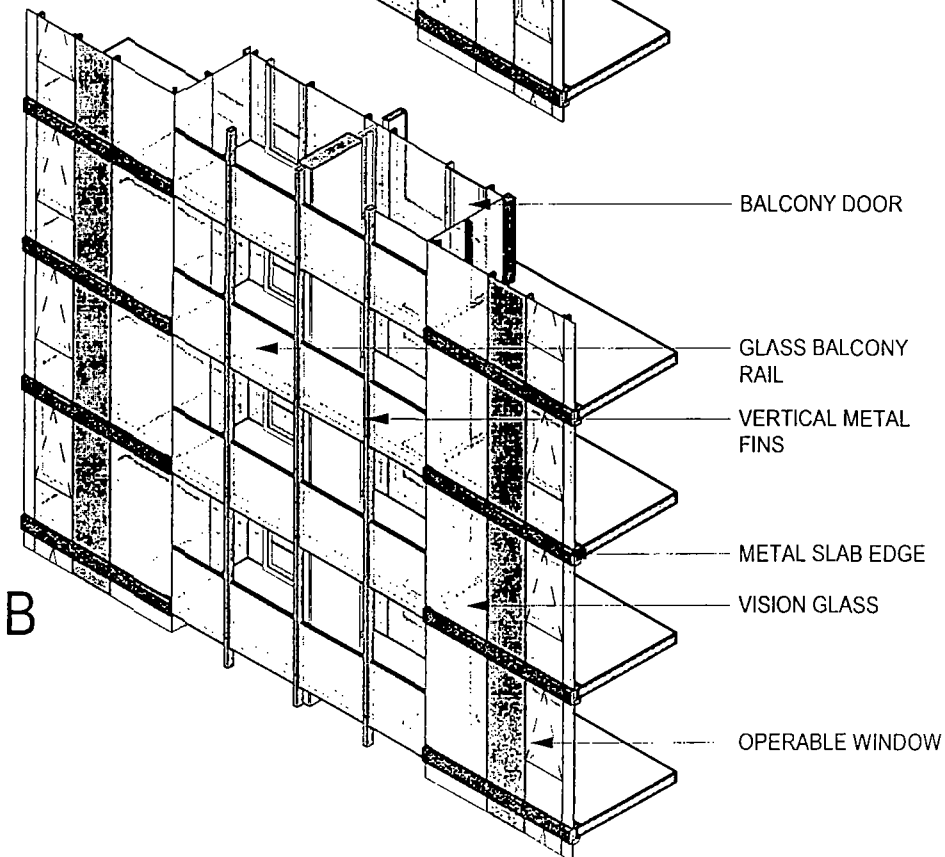 BALCONY DOOR
GLASS BALCONY
RAIL
VERTICAL METAL
FINS
METAL SLAB EDGE
VISION GLASS
B
OPERABLE WINDOW